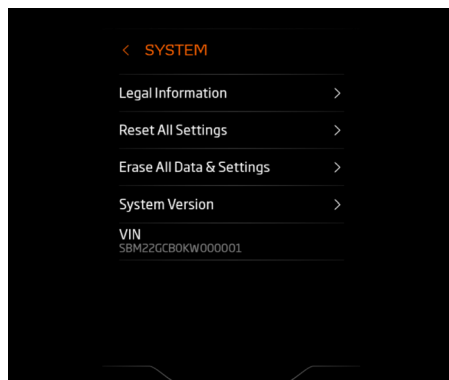 SYSTEM
Legal Information
Reset All Settings
Erase All Data & Settings
System Version
VIN
SBM22GCB0KW000001